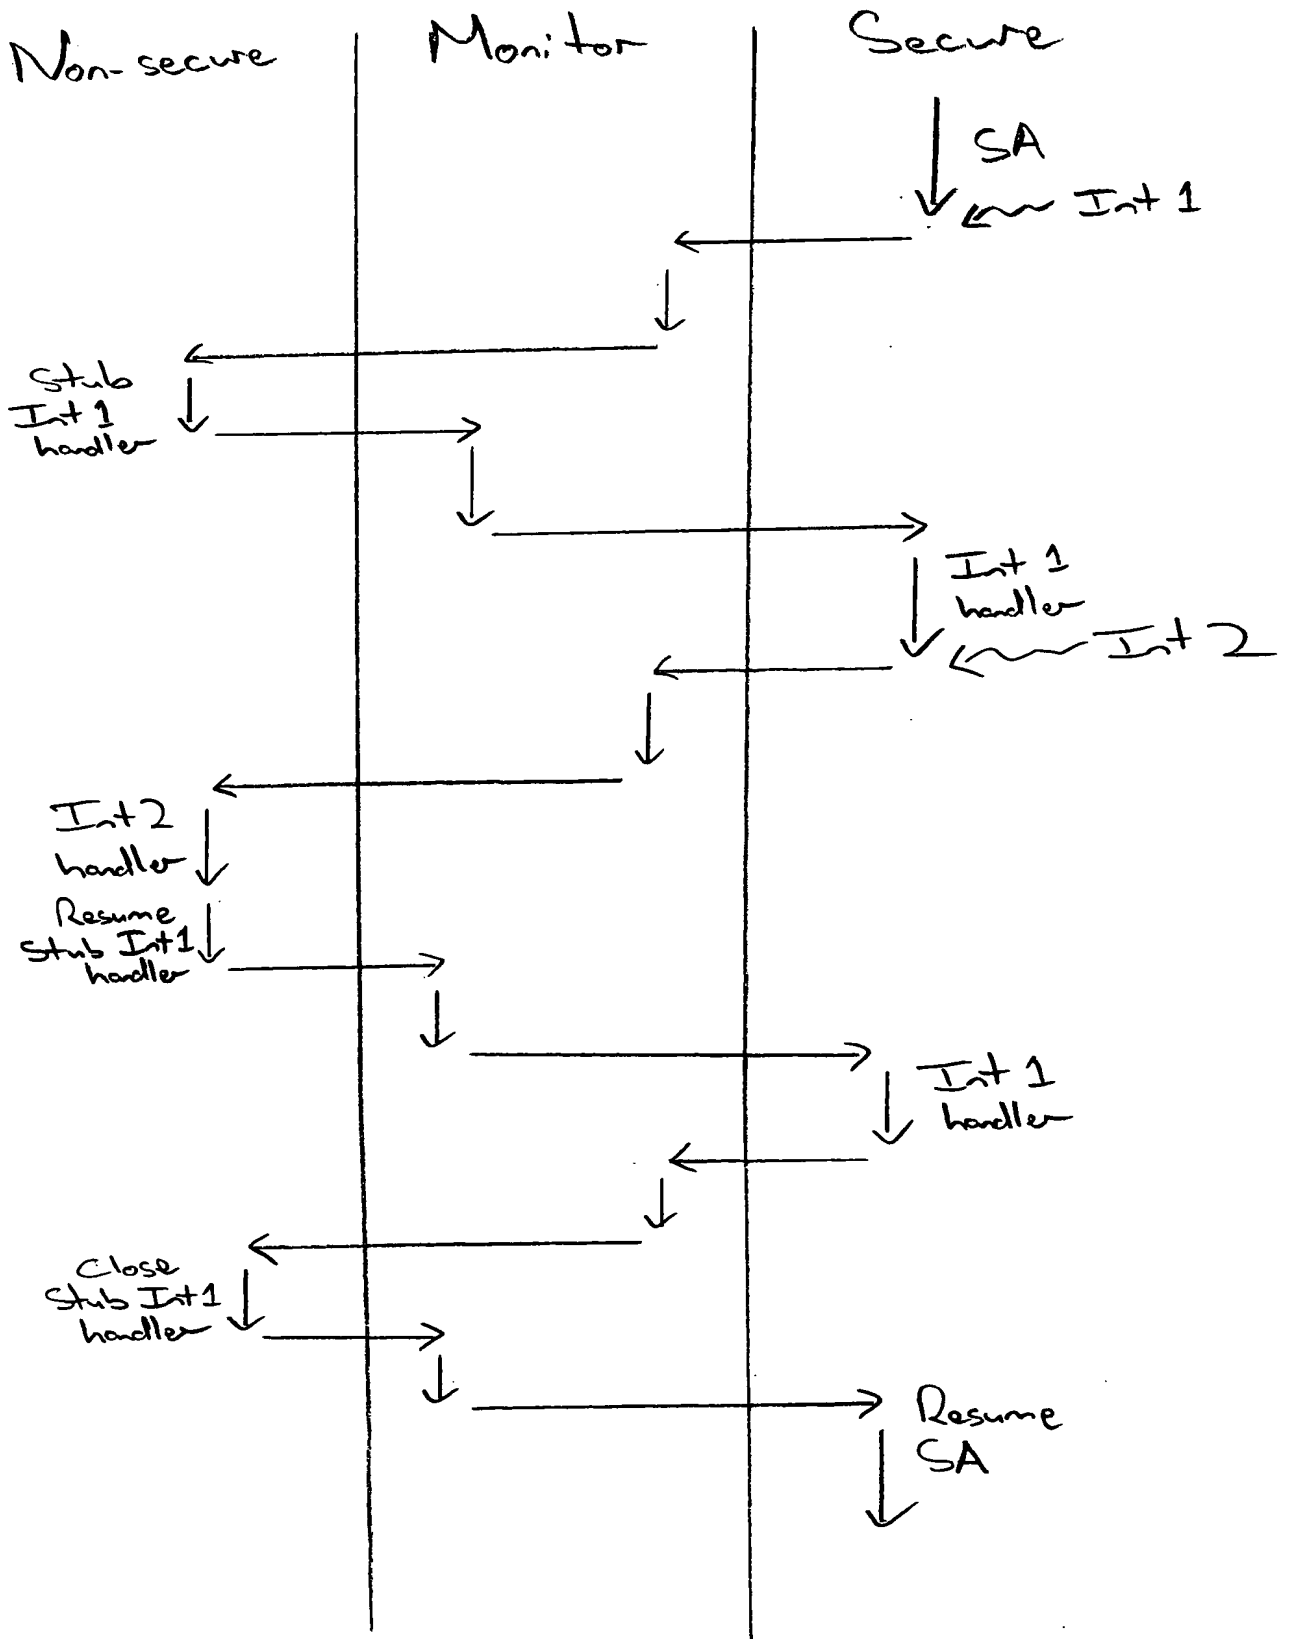 Non-secure
Monitor
Secure
SA
Int 1
Stub
Int 1
handler
Int 1
handler
Int 2
Int 2
handler
Resume
Stub Int 1
handler
Int 1
handler
Close
Stub Int 1
handler
Resume
SA